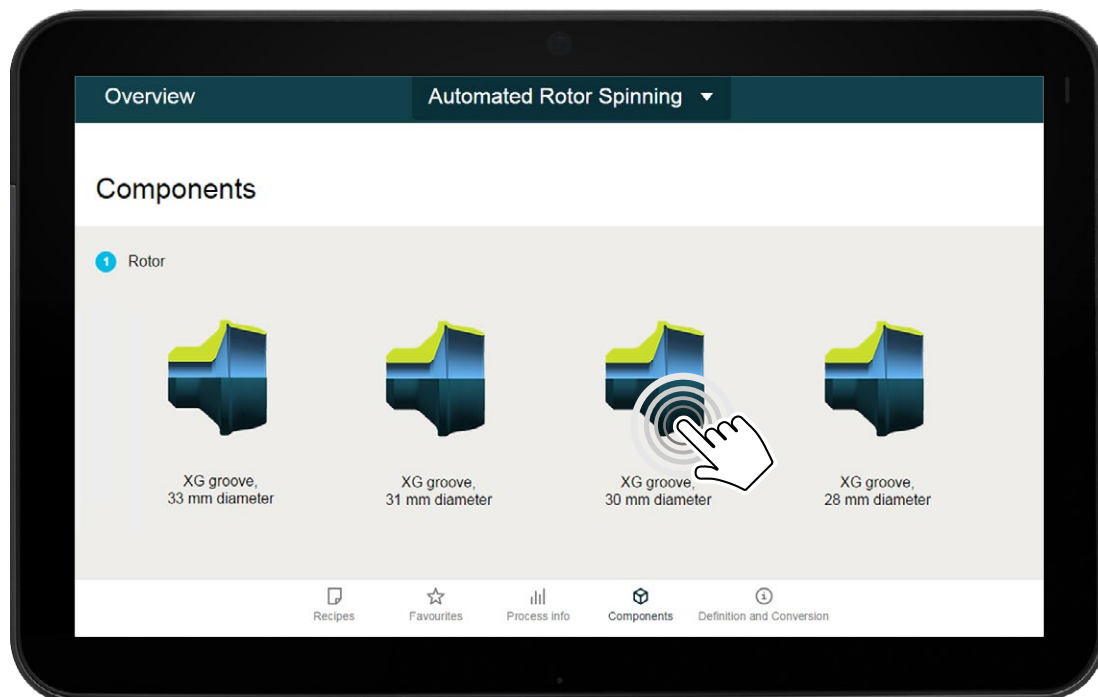 Overview
Automated Rotor Spinning
Components
1 Rotor
XG groove,
33 mm diameter
XG groove,
31 mm diameter
XG groove,
30 mm diameter
XG groove,
28 mm diameter
Recipes
Favourites
Process info
Components
Definition and Conversion